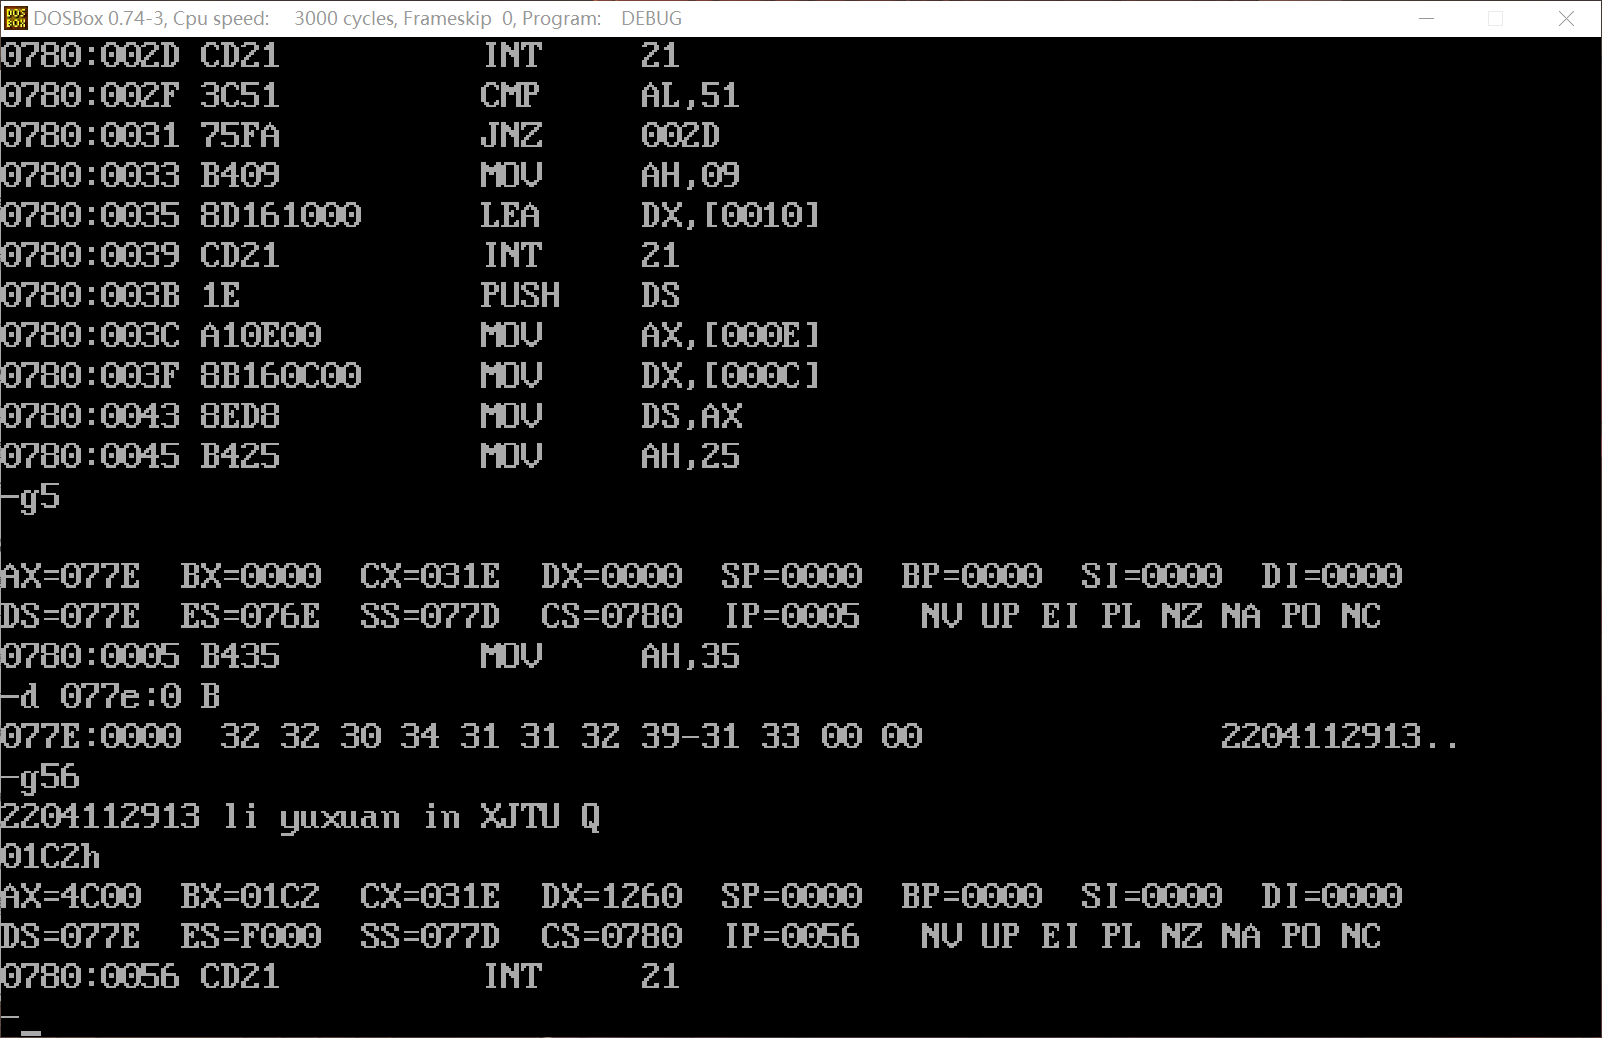 DOSBox 0.74-3, Cpu speed: 3000 cycles, Frameskip 0, Program: DEBUG
0780:002D CD21 INT 21
0780:002F 3C51 CMP AL,51
0780:0031 75FA JNZ 002D
0780:0033 B409 MOV AH,09
0780:0035 8D161000 LEA DX,[0010]
0780:0039 CD21 INT 21
0780:003B 1E PUSH DS
0780:003C A10E00 MOV AX,[000E]
0780:003F 8B160C00 MOV DX,[000C]
0780:0043 8ED8 MOV DS,AX
0780:0045 B425 MOV AH,25
-g5
AX=077E BX=0000 CX=031E DX=0000 SP=0000 BP=0000 SI=0000 DI=0000
DS=077E ES=076E SS=077D CS=0780 IP=0005 NV UP EI PL NZ NA PO NC
0780:0005 B435 MOV AH,35
-d 077e:0 B
077E:0000 32 32 30 34 31 31 32 39-31 33 00 00 2204112913..
-g56
2204112913 li yuxuan in XJTU Q
01C2h
AX=4C00 BX=01C2 CX=031E DX=1260 SP=0000 BP=0000 SI=0000 DI=0000
DS=077E ES=F000 SS=077D CS=0780 IP=0056 NV UP EI PL NZ NA PO NC
0780:0056 CD21 INT 21
-_